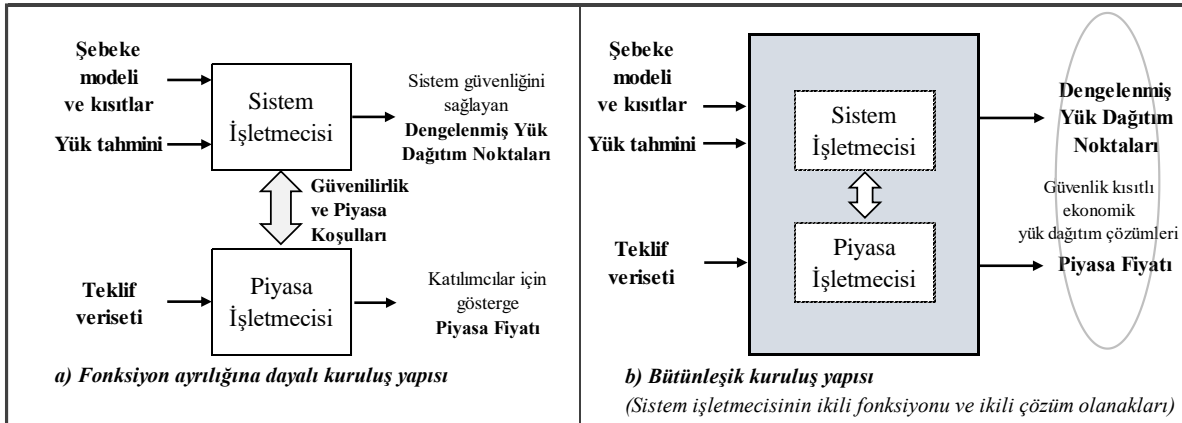 Şebeke
modeli
ve kısıtlar
Yük tahmini
Sistem
İşletmecisi
Sistem güvenliğini
sağlayan
Dengelenmiş Yük
Dağıtım Noktaları
Güvenilirlik
ve Piyasa
Koşulları
Teklif
veriseti
Piyasa
İşletmecisi
Katılımcılar için
gösterge
Piyasa Fiyatı
a) Fonksiyon ayrılığına dayalı kuruluş yapısı
Şebeke
modeli
ve kısıtlar
Yük tahmini
Sistem
İşletmecisi
Dengelenmiş
Yük Dağıtım
Noktaları
Güvenlik kısıtlı
ekonomik
yük dağıtım çözümleri
Teklif
veriseti
Piyasa
İşletmecisi
Piyasa Fiyatı
b) Bütünleşik kuruluş yapısı
(Sistem işletmecisinin ikili fonksiyonu ve ikili çözüm olanakları)